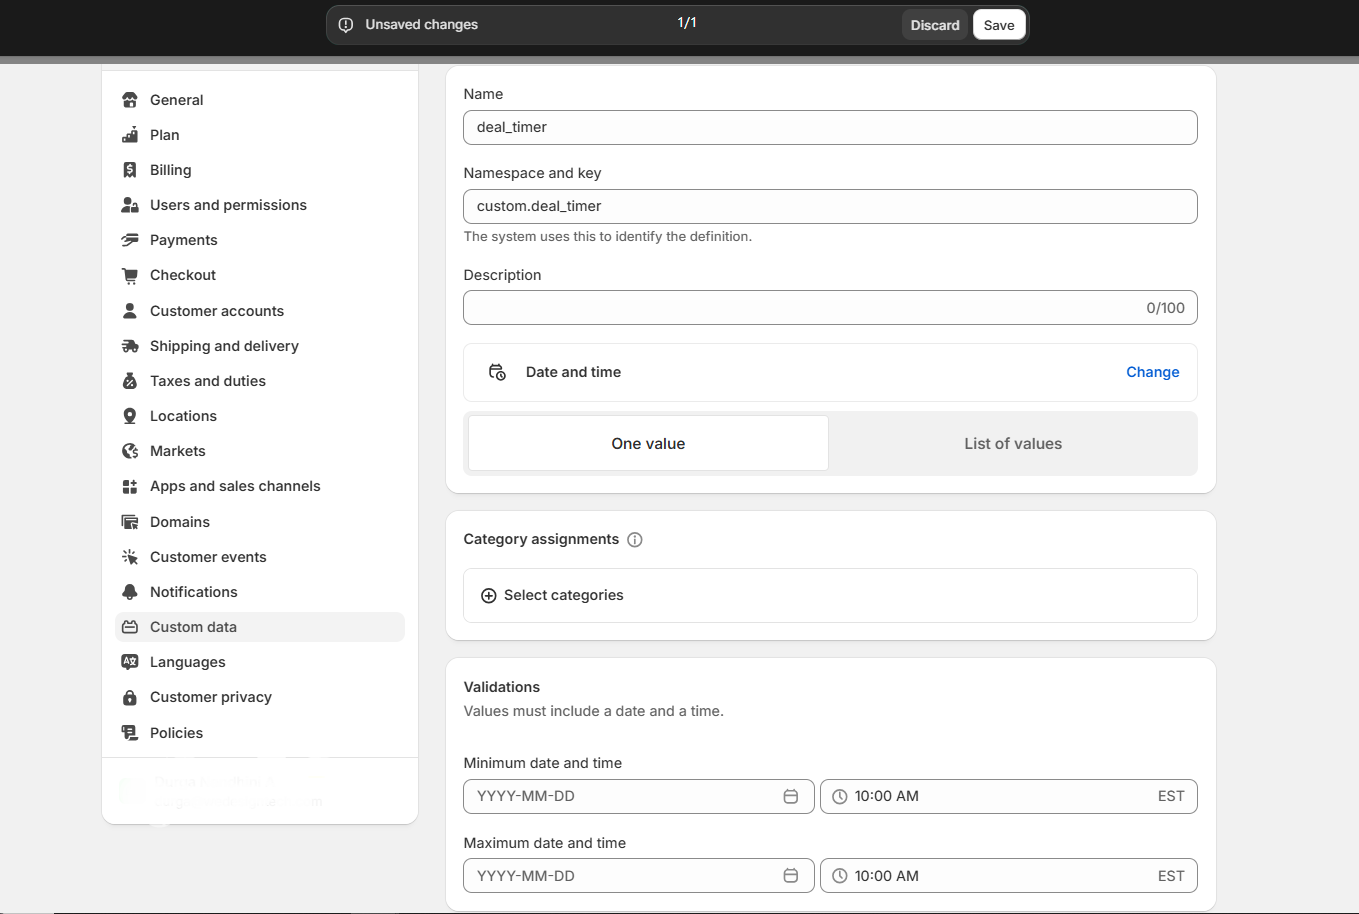 Unsaved changes
1/1
Discard
Save
General
Plan
Billing
Users and permissions
Payments
Checkout
Customer accounts
Shipping and delivery
Taxes and duties
Locations
Markets
Apps and sales channels
Domains
Customer events
Notifications
Custom data
Languages
Customer privacy
Policies
Name
deal_timer
Namespace and key
custom.deal_timer
The system uses this to identify the definition.
Description
0/100
Date and time
Change
One value
List of values
Category assignments
Select categories
Validations
Values must include a date and a time.
Minimum date and time
YYYY-MM-DD
10:00 AM
EST
Maximum date and time
YYYY-MM-DD
10:00 AM
EST